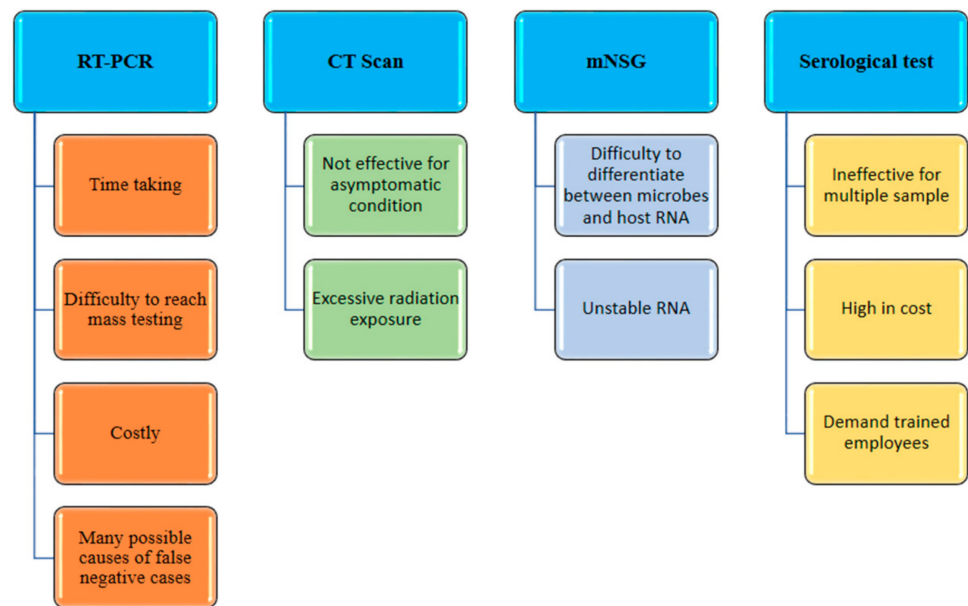 RT-PCR
Time taking
Difficulty to reach
mass testing
Costly
Many possible
causes of false
negative cases
CT Scan
Not effective for
asymptomatic
condition
Excessive radiation
exposure
mNSG
Difficulty to
differentiate
between microbes
and host RNA
Unstable RNA
Serological test
Ineffective for
multiple sample
High in cost
Demand trained
employees